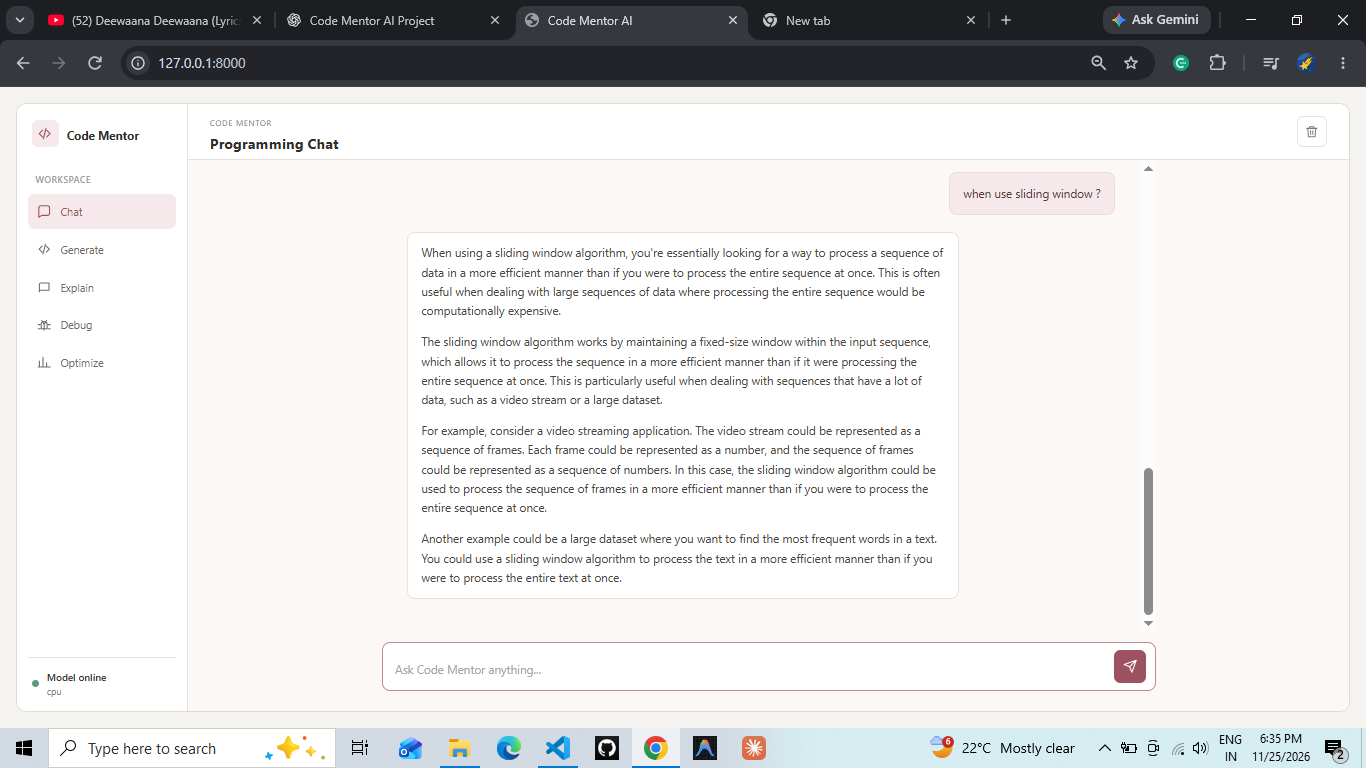 (52) Deewaana Deewaana (Lyric
Code Mentor AI Project
Code Mentor AI
New tab
Ask Gemini
127.0.0.1:8000
Code Mentor
CODE MENTOR
Programming Chat
WORKSPACE
Chat
Generate
Explain
Debug
Optimize
when use sliding window ?
When using a sliding window algorithm, you're essentially looking for a way to process a sequence of
data in a more efficient manner than if you were to process the entire sequence at once. This is often
useful when dealing with large sequences of data where processing the entire sequence would be
computationally expensive.
The sliding window algorithm works by maintaining a fixed-size window within the input sequence,
which allows it to process the sequence in a more efficient manner than if it were processing the
entire sequence at once. This is particularly useful when dealing with sequences that have a lot of
data, such as a video stream or a large dataset.
For example, consider a video streaming application. The video stream could be represented as a
sequence of frames. Each frame could be represented as a number, and the sequence of frames
could be represented as a sequence of numbers. In this case, the sliding window algorithm could be
used to process the sequence of frames in a more efficient manner than if you were to process the
entire sequence at once.
Another example could be a large dataset where you want to find the most frequent words in a text.
You could use a sliding window algorithm to process the text in a more efficient manner than if you
were to process the entire text at once.
Ask Code Mentor anything...
Model online
cpu
Type here to search
6
22°C Mostly clear
ENG
IN
6:35 PM
11/25/2026
2